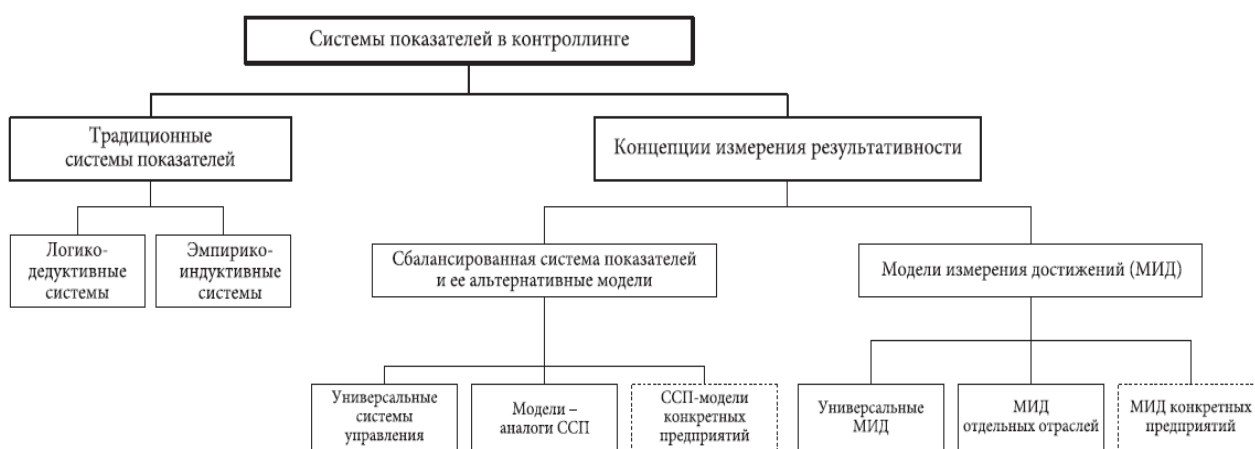 Системы показателей в контроллинге
Традиционные
системы показателей
Концепции измерения результативности
Логико-
дедуктивные
системы
Эмпирико-
индуктивные
системы
Сбалансированная система показателей
и ее альтернативные модели
Модели измерения достижений (МИД)
Универсальные
системы
управления
Модели –
аналоги ССП
ССП-модели
конкретных
предприятий
Универсальные
МИД
МИД
отдельных отраслей
МИД конкретных
предприятий